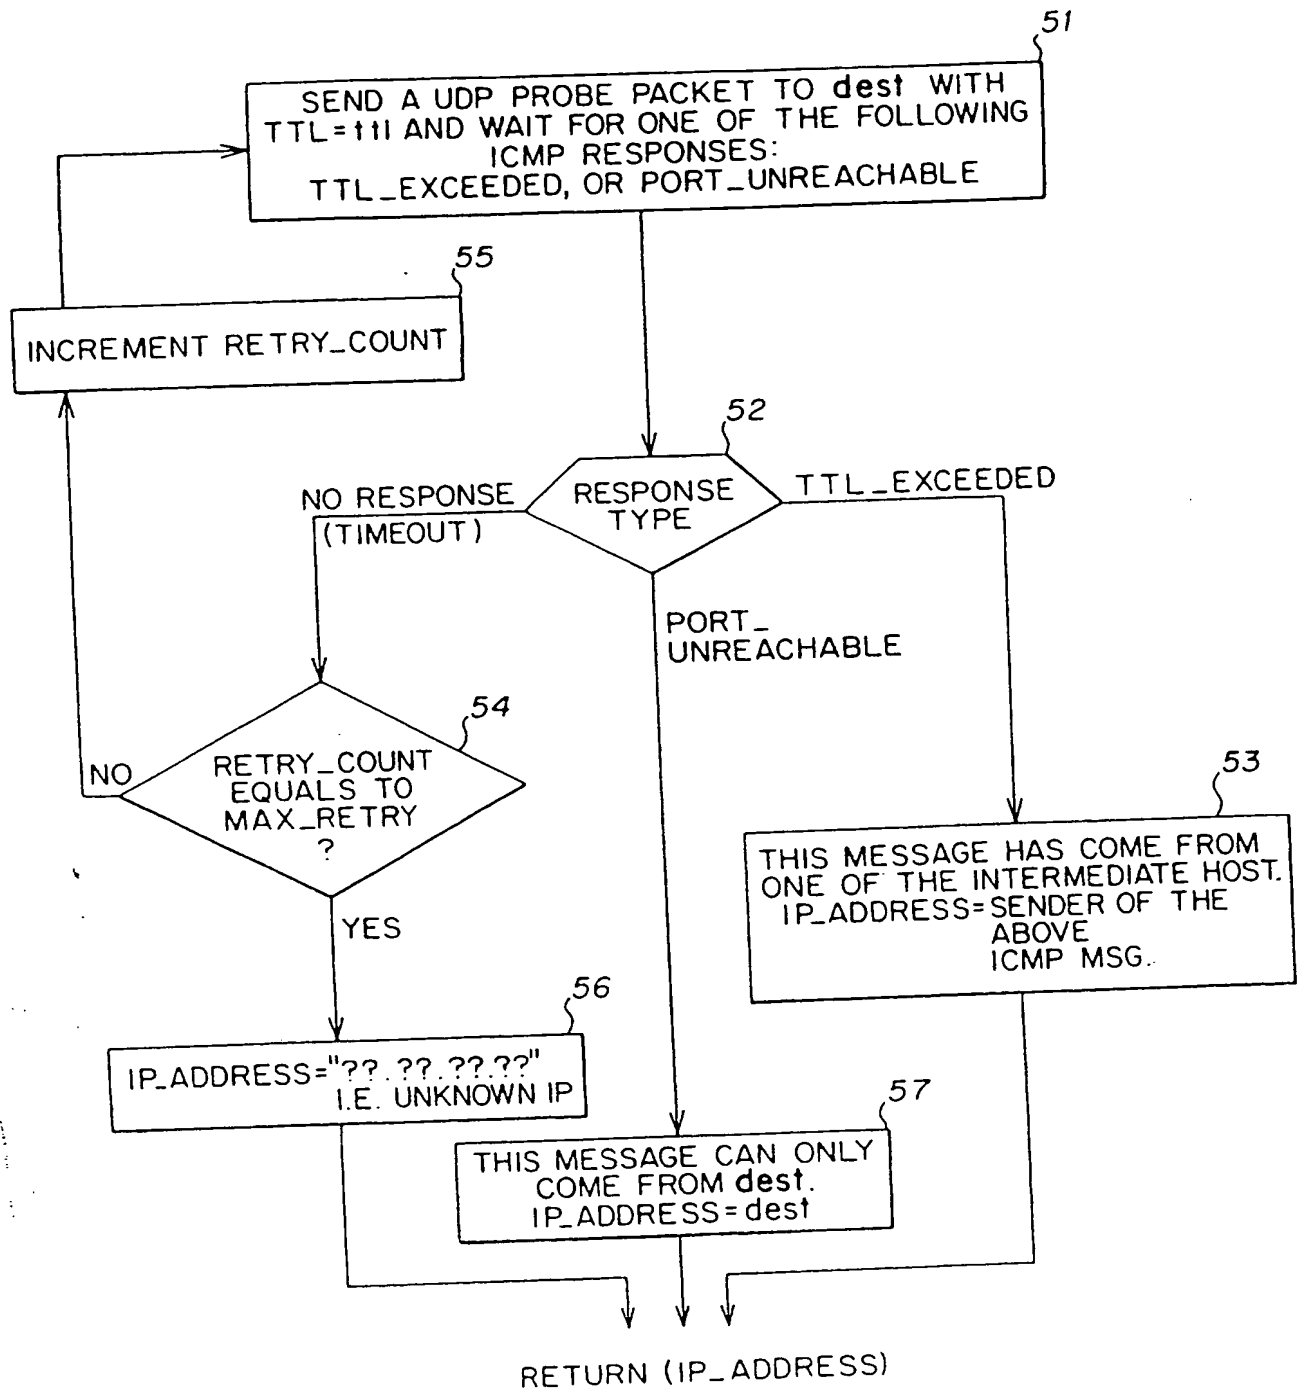 51
SEND A UDP PROBE PACKET TO dest WITH
TTL=ttl AND WAIT FOR ONE OF THE FOLLOWING
ICMP RESPONSES:
TTL_EXCEEDED, OR PORT_UNREACHABLE
55
INCREMENT RETRY_COUNT
52
RESPONSE
TYPE
NO RESPONSE
(TIMEOUT)
TTL_EXCEEDED
PORT_
UNREACHABLE
54
RETRY_COUNT
EQUALS TO
MAX_RETRY
?
NO
YES
53
THIS MESSAGE HAS COME FROM
ONE OF THE INTERMEDIATE HOST.
IP_ADDRESS=SENDER OF THE
ABOVE
ICMP MSG.
56
IP_ADDRESS="??.??.??.??"
I.E. UNKNOWN IP
57
THIS MESSAGE CAN ONLY
COME FROM dest.
IP_ADDRESS=dest
RETURN (IP_ADDRESS)